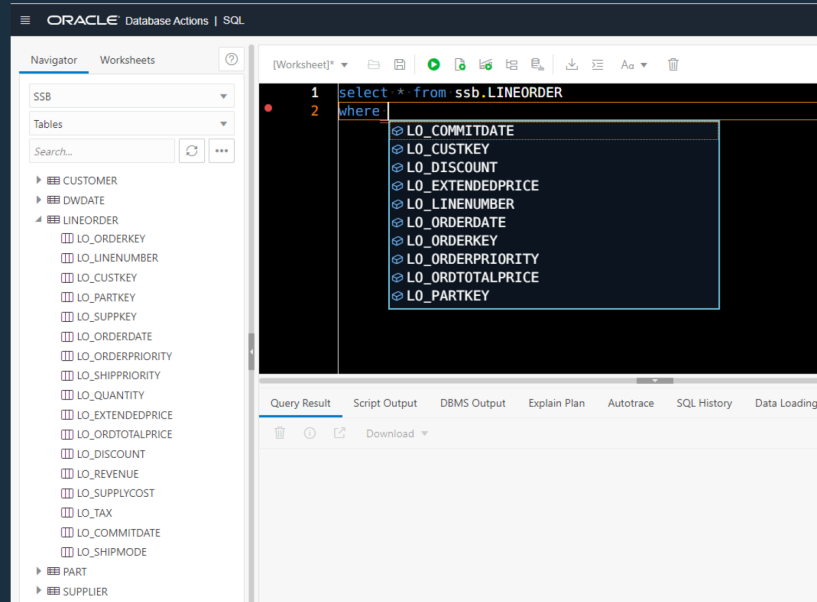 ORACLE Database Actions | SQL
Navigator Worksheets
SSB
Tables
Search...
CUSTOMER
DWDATE
LINEORDER
LO_ORDERKEY
LO_LINENUMBER
LO_CUSTKEY
LO_PARTKEY
LO_SUPPKEY
LO_ORDERDATE
LO_ORDERPRIORITY
LO_SHIPPRIORITY
LO_QUANTITY
LO_EXTENDEDPRICE
LO_ORDTOTALPRICE
LO_DISCOUNT
LO_REVENUE
LO_SUPPLYCOST
LO_TAX
LO_COMMITDATE
LO_SHIPMODE
PART
SUPPLIER
[Worksheet]* Aa
1 select * from ssb.LINEORDER
2 where
LO_COMMITDATE
LO_CUSTKEY
LO_DISCOUNT
LO_EXTENDEDPRICE
LO_LINENUMBER
LO_ORDERDATE
LO_ORDERKEY
LO_ORDERPRIORITY
LO_ORDTOTALPRICE
LO_PARTKEY
Query Result Script Output DBMS Output Explain Plan Autotrace SQL History Data Loading
Download